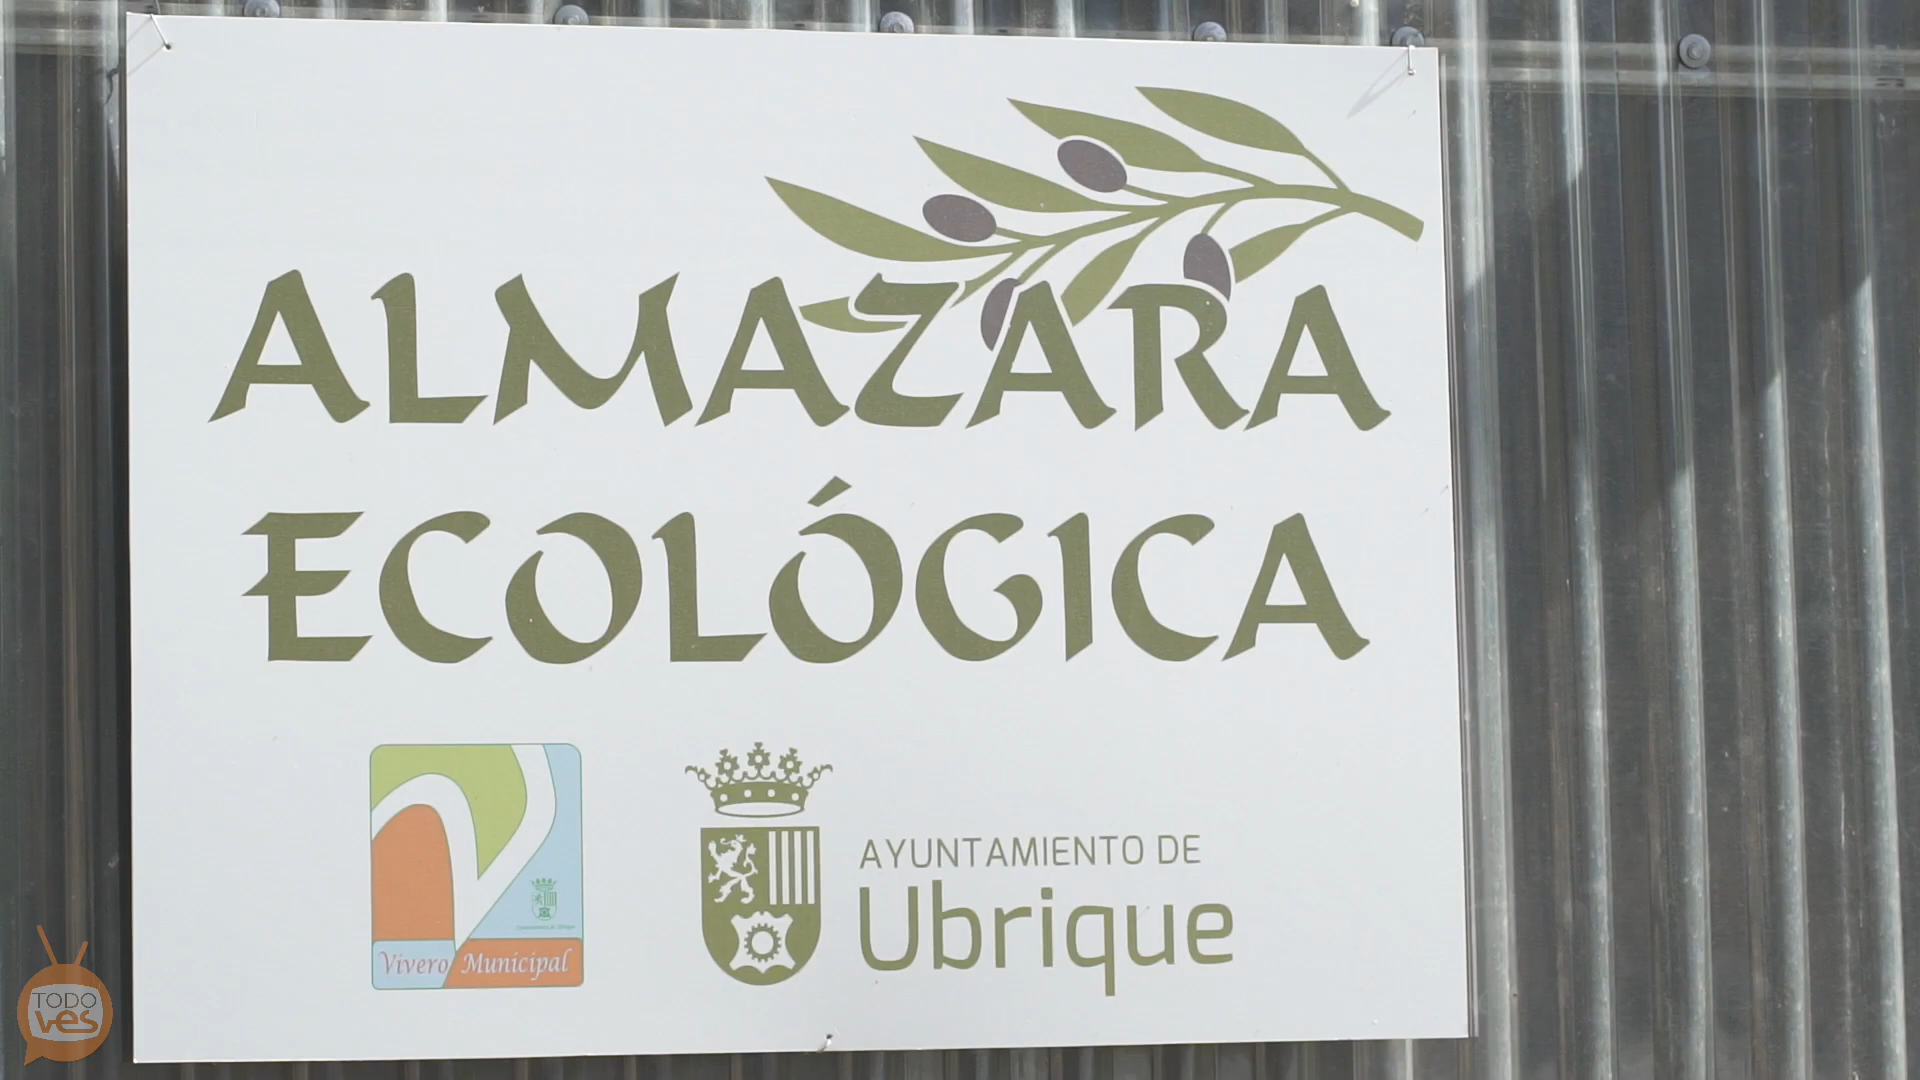 ALMAZARA
ECOLÓGICA
Vivero Municipal
AYUNTAMIENTO DE
Ubrique
TODO
VES